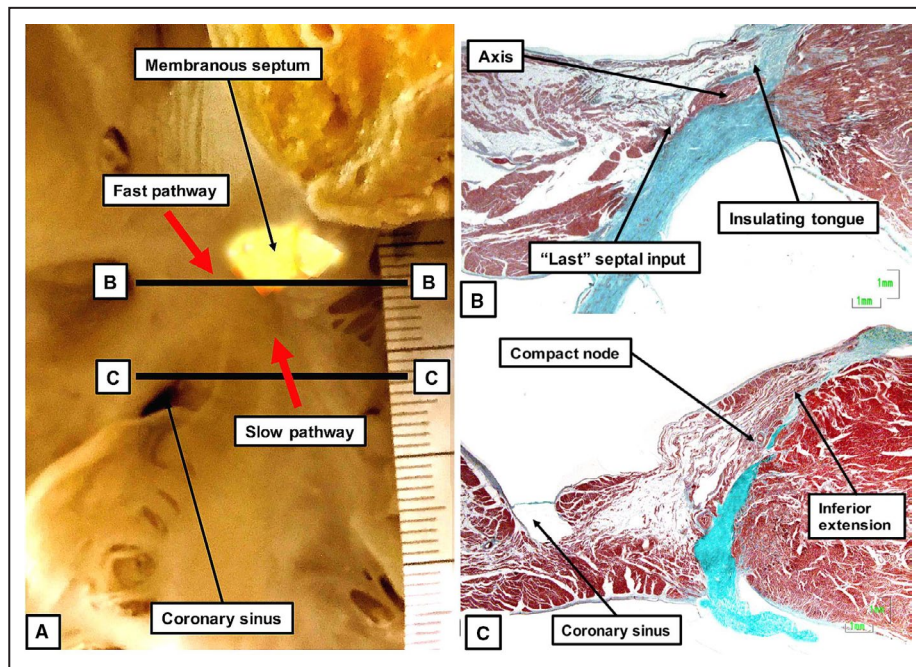 Membranous septum
Fast pathway
B
B
C
C
Slow pathway
Coronary sinus
A
Axis
Insulating tongue
“Last” septal input
B
1mm
1mm
Compact node
Inferior
extension
Coronary sinus
C
1mm